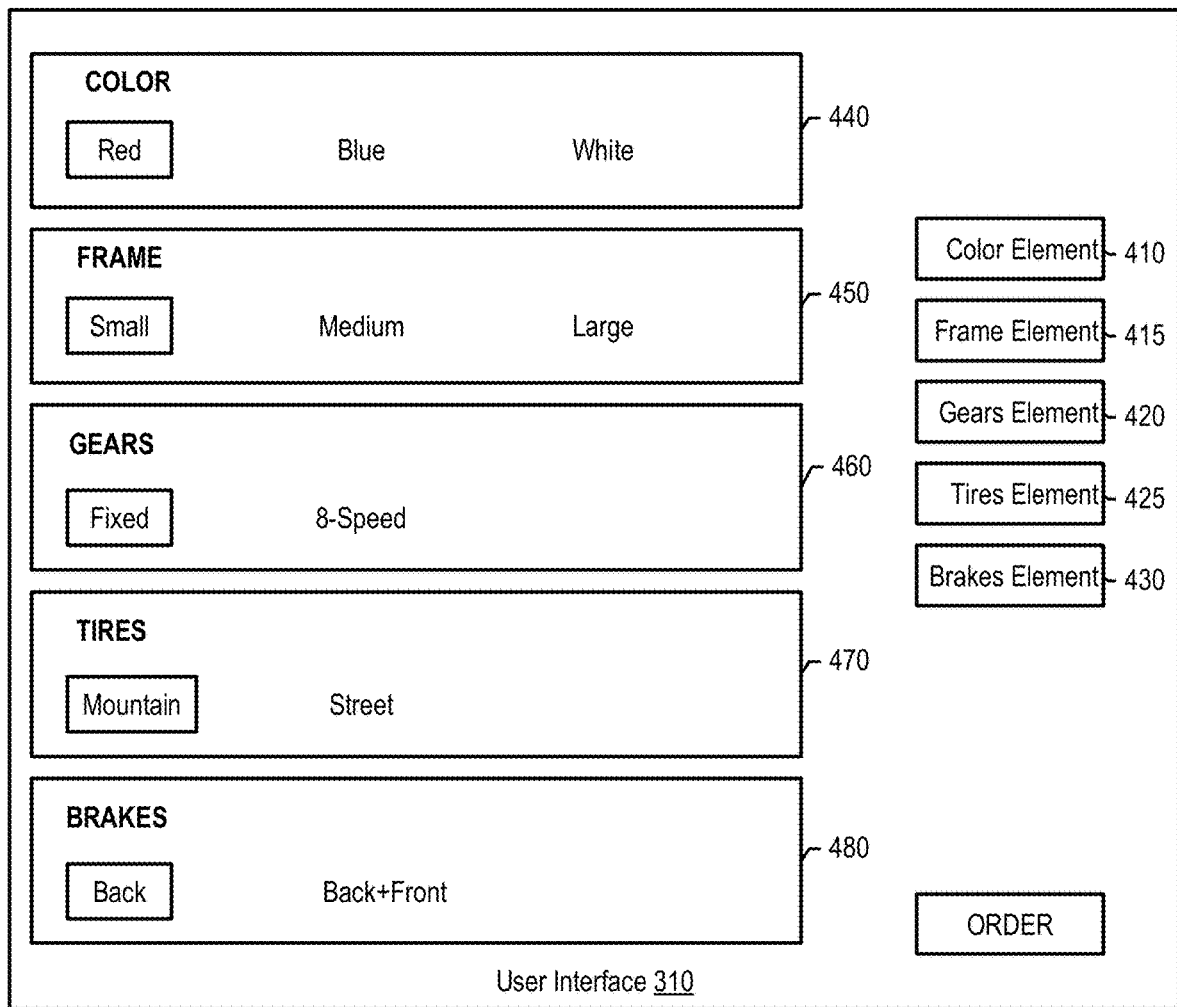 COLOR
Red Blue White
440
FRAME
Small Medium Large
450
GEARS
Fixed 8-Speed
460
TIRES
Mountain Street
470
BRAKES
Back Back+Front
480
Color Element 410
Frame Element 415
Gears Element 420
Tires Element 425
Brakes Element 430
ORDER
User Interface 310